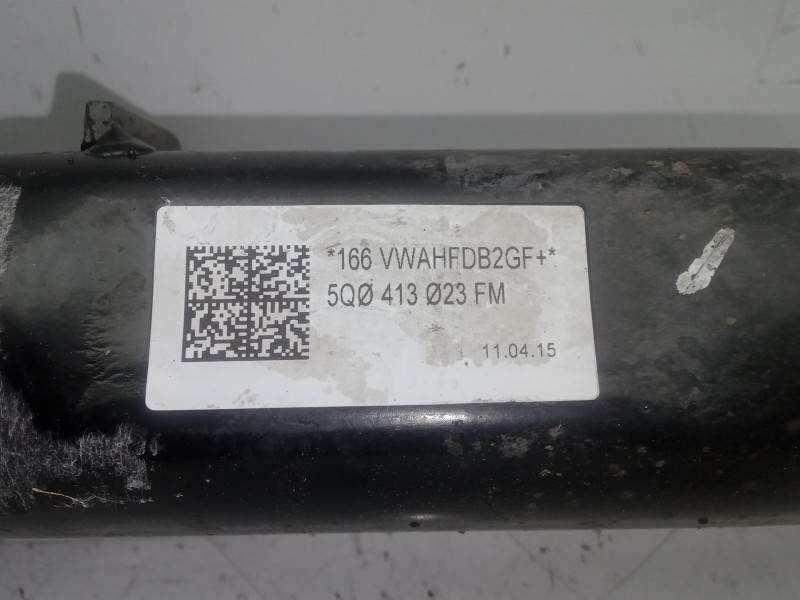 *166 VWAHFDB2GF+*
5QØ 413 Ø23 FM
11.04.15